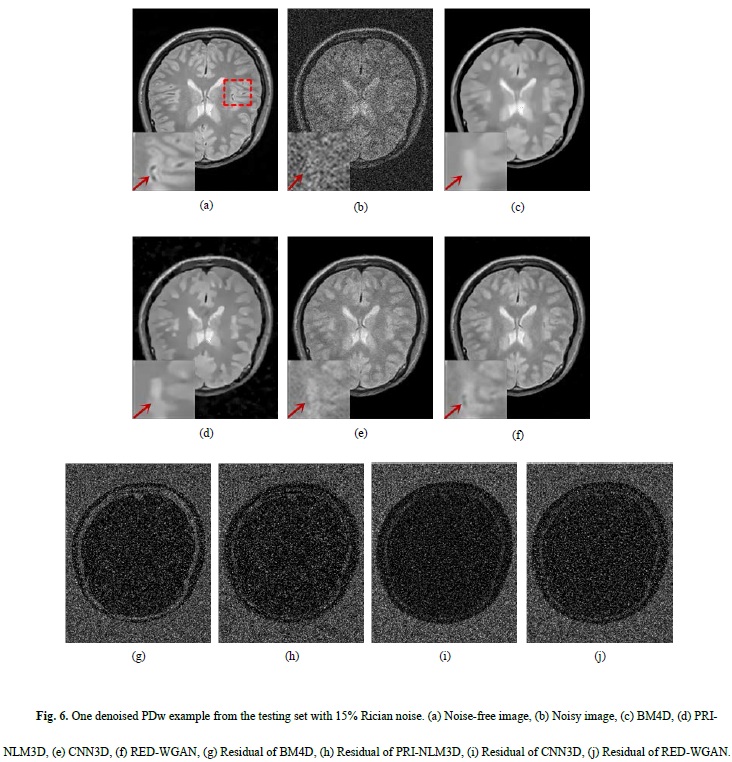 (a) (b) (c)
(d) (e) (f)
(g) (h) (i) (j)
Fig. 6. One denoised PDw example from the testing set with 15% Rician noise. (a) Noise-free image, (b) Noisy image, (c) BM4D, (d) PRI-
NLM3D, (e) CNN3D, (f) RED-WGAN, (g) Residual of BM4D, (h) Residual of PRI-NLM3D, (i) Residual of CNN3D, (j) Residual of RED-WGAN.